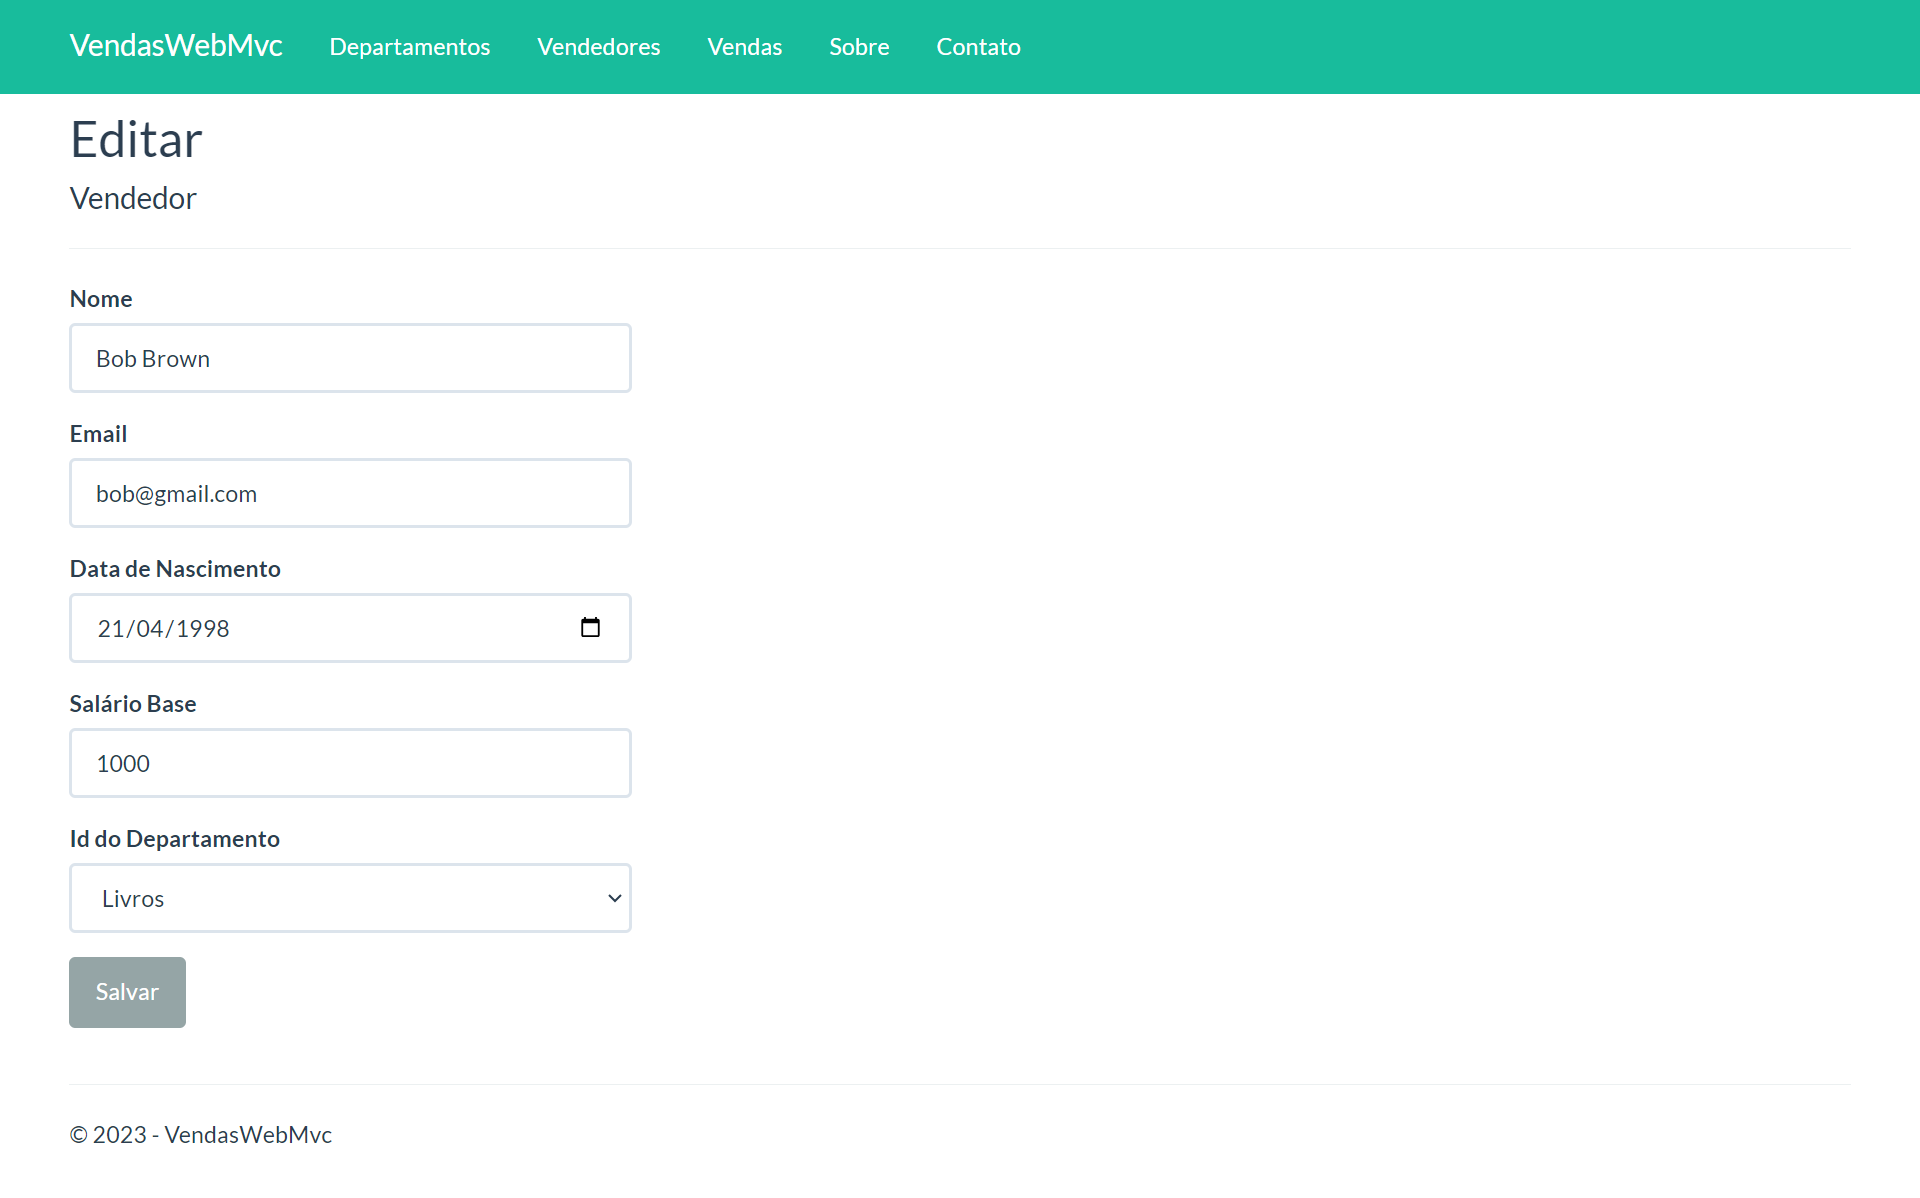 VendasWebMvc Departamentos Vendedores Vendas Sobre Contato
Editar
Vendedor
Nome
Bob Brown
Email
bob@gmail.com
Data de Nascimento
21/04/1998
Salário Base
1000
Id do Departamento
Livros
Salvar
© 2023 - VendasWebMvc